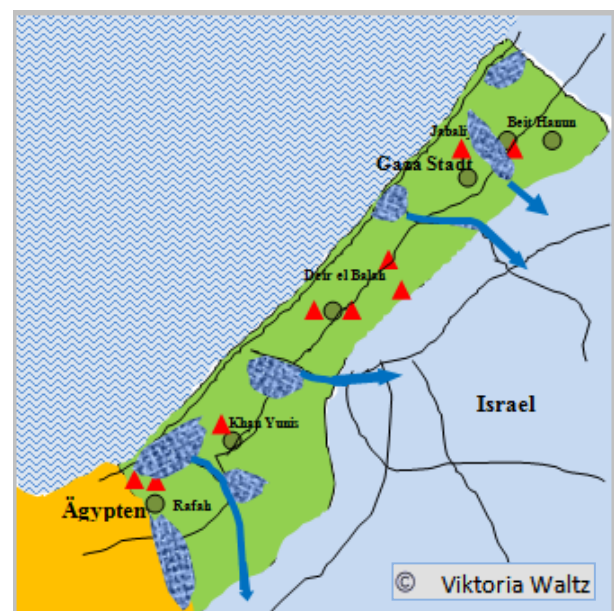 Beit Hanun
Jabali
Gaza Stadt
Deir el Balah
Israel
Khan Yunis
Ägypten
Rafah
© Viktoria Waltz